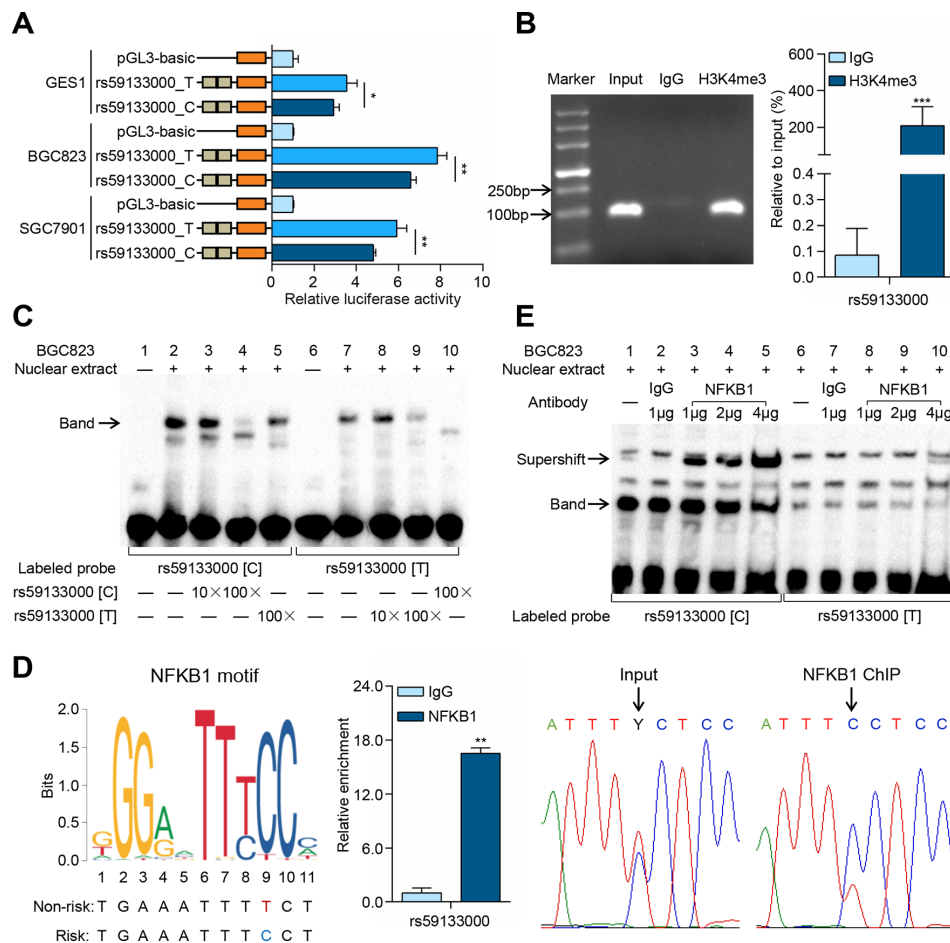 A
pGL3-basic
GES1 rs59133000_T
rs59133000_C
*
pGL3-basic
BGC823 rs59133000_T
rs59133000_C
**
pGL3-basic
SGC7901 rs59133000_T
rs59133000_C
**
0 2 4 6 8 10
Relative luciferase activity
B
Marker Input IgG H3K4me3
250bp
100bp
IgG
H3K4me3
Relative to input (%)
600
400
200
0.4
0.3
0.2
0.1
0.0
***
rs59133000
C
BGC823 1 2 3 4 5 6 7 8 9 10
Nuclear extract — + + + + — + + + +
Band
Labeled probe rs59133000 [C] rs59133000 [T]
rs59133000 [C] — — 10× 100× — — — — — 100×
rs59133000 [T] — — — — 100× — — 10× 100× —
E
BGC823 1 2 3 4 5 6 7 8 9 10
Nuclear extract + + + + + + + + + +
Antibody — IgG NFKB1 — IgG NFKB1
1μg 1μg 2μg 4μg 1μg 1μg 2μg 4μg
Supershift
Band
Labeled probe rs59133000 [C] rs59133000 [T]
D
NFKB1 motif
Bits
2.0
1.5
1.0
0.5
0.0
1 2 3 4 5 6 7 8 9 10 11
Non-risk: T G A A A T T T T C T
Risk: T G A A A T T T C C T
IgG
NFKB1
Relative enrichment
24.0
18.0
12.0
6.0
0.0
**
rs59133000
Input
A T T T Y C T C C
NFKB1 ChIP
A T T T C C T C C